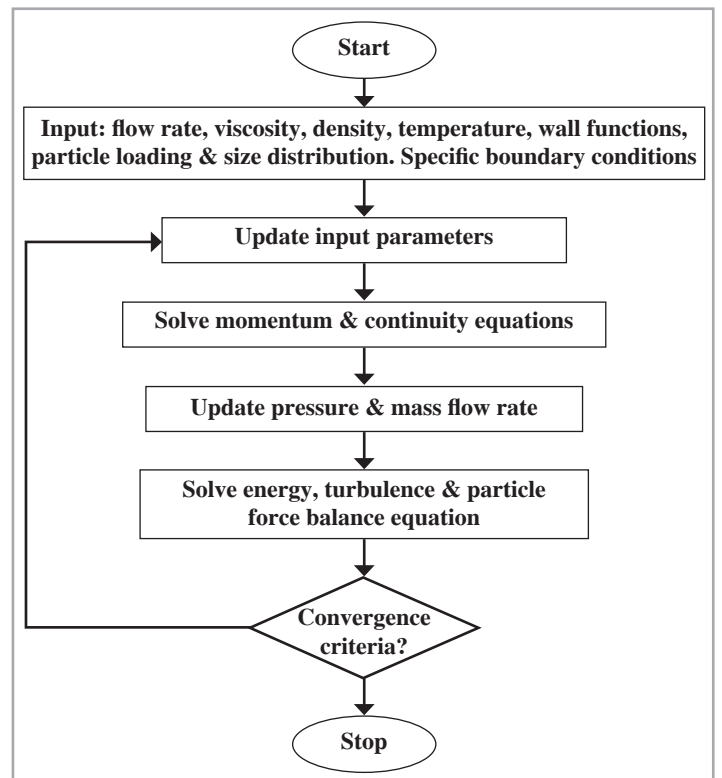 Start
Input: flow rate, viscosity, density, temperature, wall functions,
particle loading & size distribution. Specific boundary conditions
Update input parameters
Solve momentum & continuity equations
Update pressure & mass flow rate
Solve energy, turbulence & particle
force balance equation
Convergence
criteria?
Stop